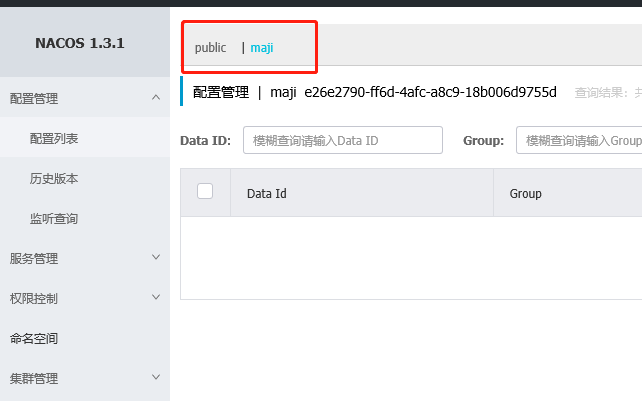 NACOS 1.3.1
public | maji
配置管理 | maji e26e2790-ff6d-4afc-a8c9-18b006d9755d 查询结果：共
配置管理
配置列表
历史版本
监听查询
服务管理
权限控制
命名空间
集群管理
Data ID: 模糊查询请输入Data ID Group: 模糊查询请输入Group
Data Id Group